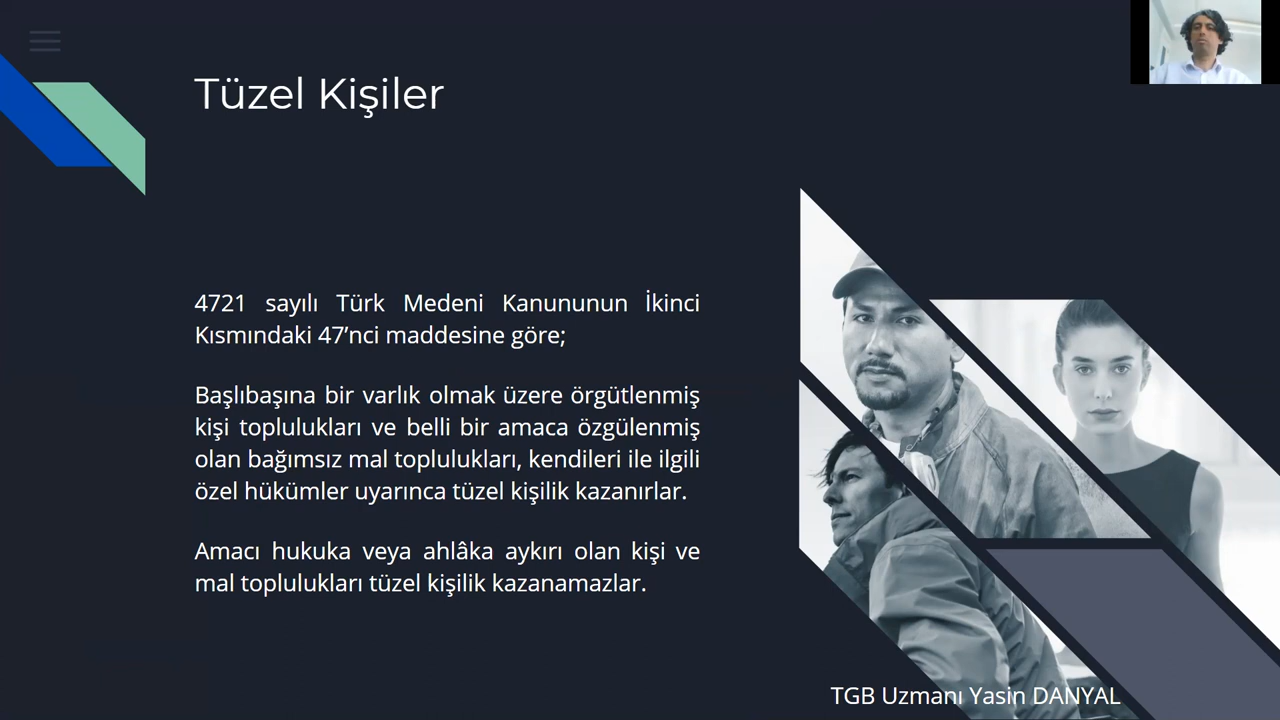 Tüzel Kişiler
4721 sayılı Türk Medeni Kanununun İkinci
Kısmındaki 47’nci maddesine göre;
Başlıbaşına bir varlık olmak üzere örgütlenmiş
kişi toplulukları ve belli bir amaca özgülenmiş
olan bağımsız mal toplulukları, kendileri ile ilgili
özel hükümler uyarınca tüzel kişilik kazanırlar.
Amacı hukuka veya ahlâka aykırı olan kişi ve
mal toplulukları tüzel kişilik kazanamazlar.
TGB Uzmanı Yasin DANYAL